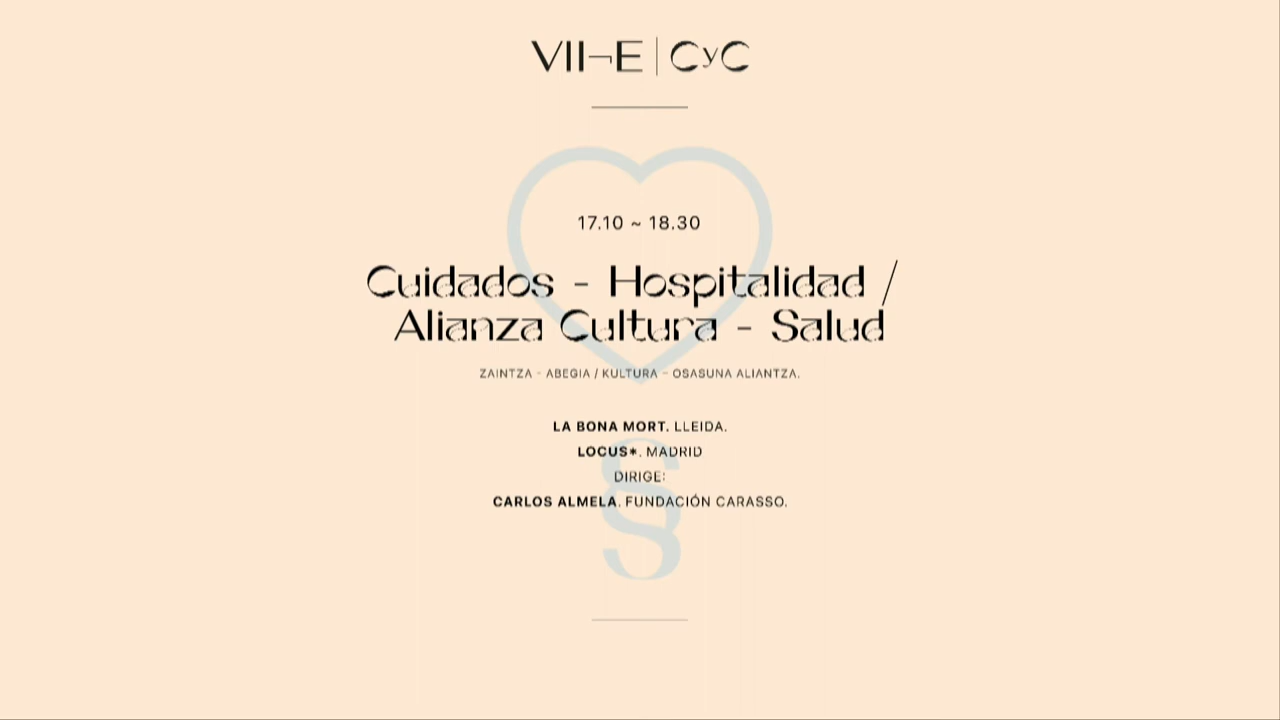 VII¬E | CyC
17.10 ~ 18.30
Cuidados - Hospitalidad /
Alianza Cultura - Salud
ZAINTZA - ABEGIA / KULTURA - OSASUNA ALIANTZA.
LA BONA MORT. LLEIDA.
LOCUS*. MADRID
DIRIGE:
CARLOS ALMELA. FUNDACIÓN CARASSO.
§